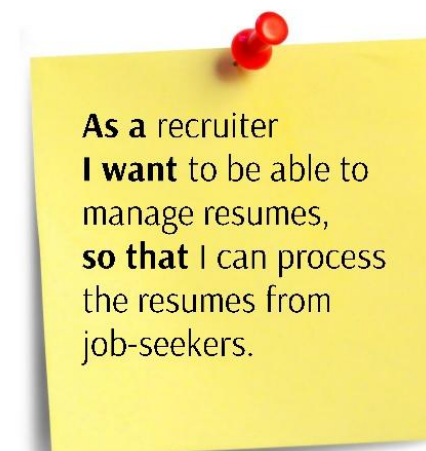 As a recruiter
I want to be able to
manage resumes,
so that I can process
the resumes from
job-seekers.